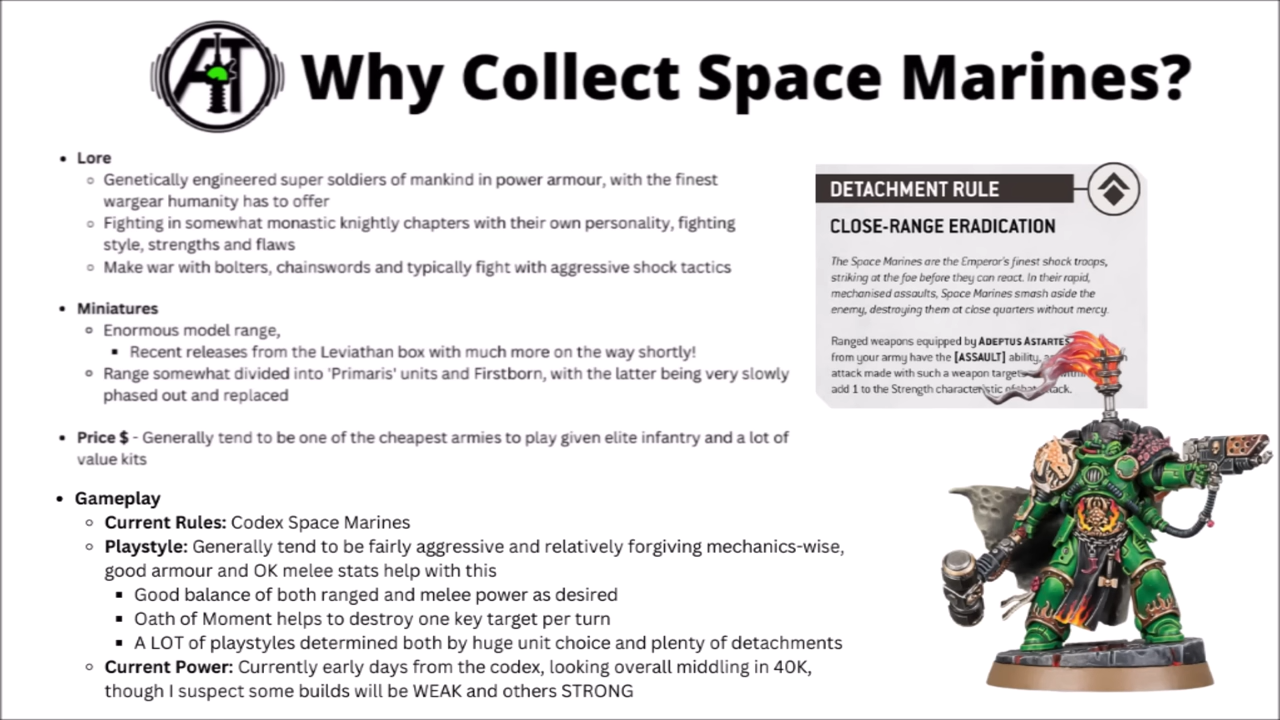 AT Why Collect Space Marines?
• Lore
◦ Genetically engineered super soldiers of mankind in power armour, with the finest
wargear humanity has to offer
◦ Fighting in somewhat monastic knightly chapters with their own personality, fighting
style, strengths and flaws
◦ Make war with bolters, chainswords and typically fight with aggressive shock tactics
• Miniatures
◦ Enormous model range,
▪ Recent releases from the Leviathan box with much more on the way shortly!
◦ Range somewhat divided into 'Primaris' units and Firstborn, with the latter being very slowly
phased out and replaced
• Price $ - Generally tend to be one of the cheapest armies to play given elite infantry and a lot of
value kits
• Gameplay
◦ Current Rules: Codex Space Marines
◦ Playstyle: Generally tend to be fairly aggressive and relatively forgiving mechanics-wise,
good armour and OK melee stats help with this
▪ Good balance of both ranged and melee power as desired
▪ Oath of Moment helps to destroy one key target per turn
▪ A LOT of playstyles determined both by huge unit choice and plenty of detachments
◦ Current Power: Currently early days from the codex, looking overall middling in 40K,
though I suspect some builds will be WEAK and others STRONG
DETACHMENT RULE
CLOSE-RANGE ERADICATION
The Space Marines are the Emperor's finest shock troops,
striking at the foe before they can react. In their rapid,
mechanised assaults, Space Marines smash aside the
enemy, destroying them at close quarters without mercy.
Ranged weapons equipped by ADEPTUS ASTARTES
from your army have the [ASSAULT] ability,
attack made with such a weapon
add 1 to the Strength characteristic of that attack.